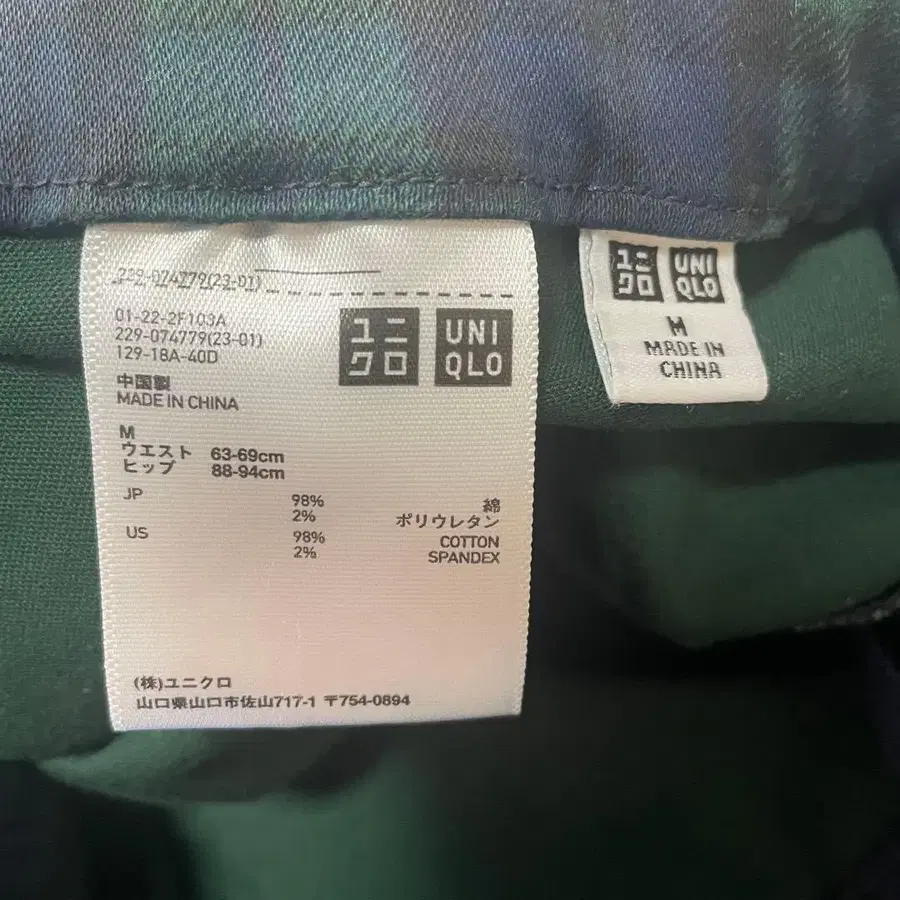 229-074779(23-01)
01-22-2F103A
229-074779(23-01)
129-18A-40D
ユニ
クロ
UNI
QLO
中国製
MADE IN CHINA
M
ウエスト 63-69cm
ヒップ 88-94cm
JP 98% 綿
2% ポリウレタン
US 98% COTTON
2% SPANDEX
(株)ユニクロ
山口県山口市佐山717-1 〒754-0894
ユニ
クロ
UNI
QLO
M
MADE IN
CHINA